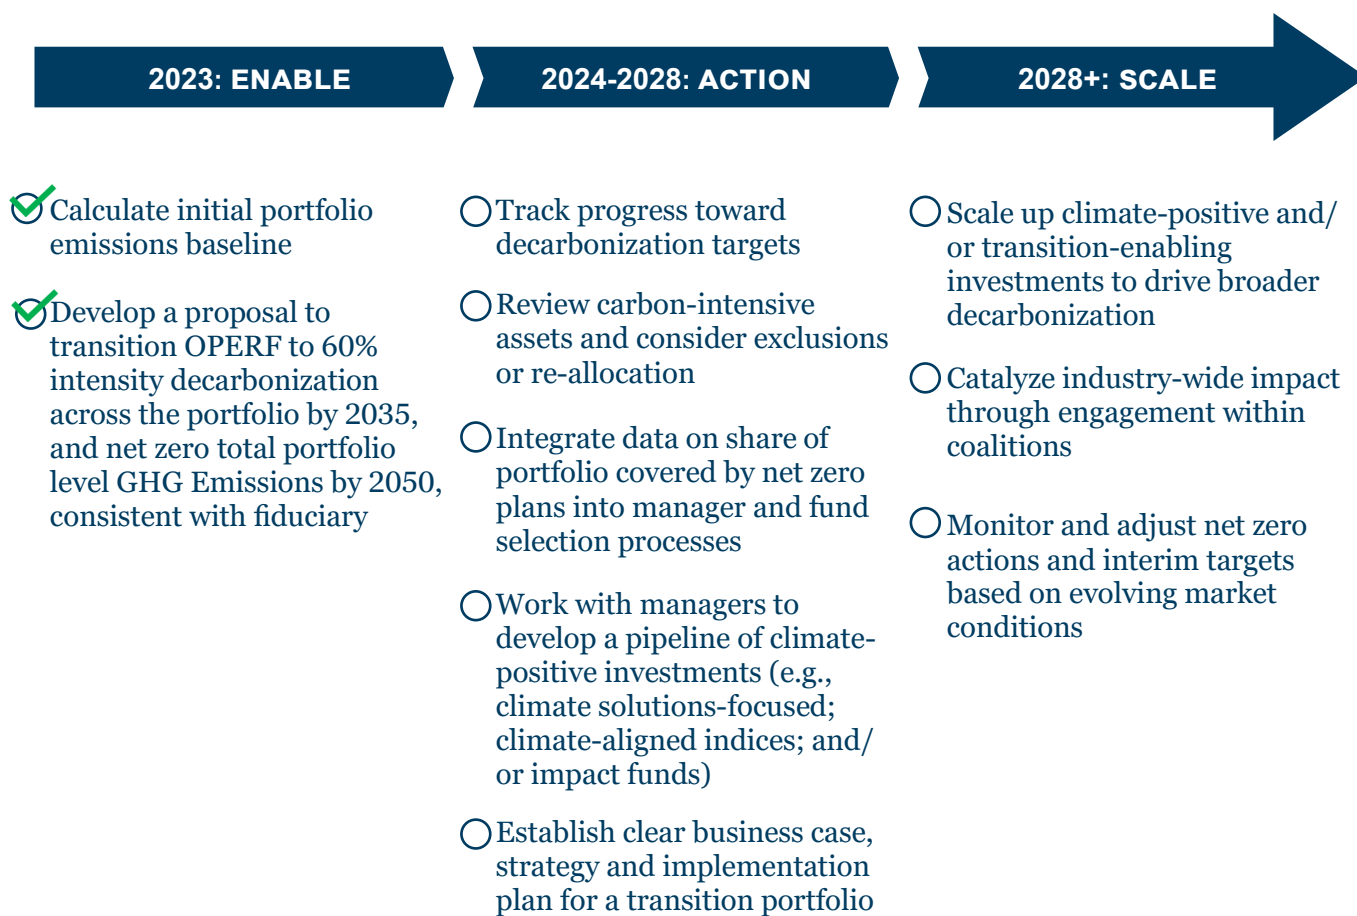 2023: ENABLE
2024-2028: ACTION
2028+: SCALE
Calculate initial portfolio
emissions baseline
Develop a proposal to
transition OPERF to 60%
intensity decarbonization
across the portfolio by 2035,
and net zero total portfolio
level GHG Emissions by 2050,
consistent with fiduciary
Track progress toward
decarbonization targets
Review carbon-intensive
assets and consider exclusions
or re-allocation
Integrate data on share of
portfolio covered by net zero
plans into manager and fund
selection processes
Work with managers to
develop a pipeline of climate-
positive investments (e.g.,
climate solutions-focused;
climate-aligned indices; and/
or impact funds)
Establish clear business case,
strategy and implementation
plan for a transition portfolio
Scale up climate-positive and/
or transition-enabling
investments to drive broader
decarbonization
Catalyze industry-wide impact
through engagement within
coalitions
Monitor and adjust net zero
actions and interim targets
based on evolving market
conditions